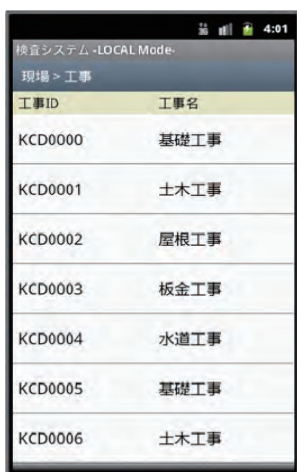 4:01
検査システム -LOCAL Mode-
現場 > 工事
工事ID 工事名
KCD0000 基礎工事
KCD0001 土木工事
KCD0002 屋根工事
KCD0003 板金工事
KCD0004 水道工事
KCD0005 基礎工事
KCD0006 土木工事